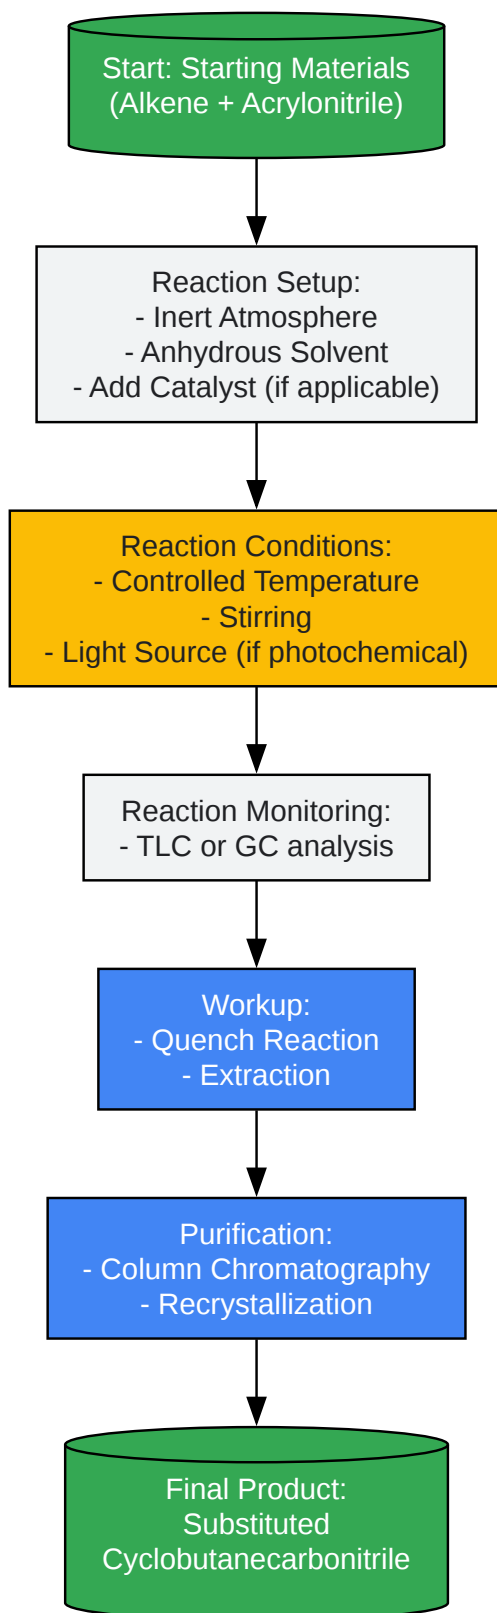 Start: Starting Materials
(Alkene + Acrylonitrile)
Reaction Setup:
- Inert Atmosphere
- Anhydrous Solvent
- Add Catalyst (if applicable)
Reaction Conditions:
- Controlled Temperature
- Stirring
- Light Source (if photochemical)
Reaction Monitoring:
- TLC or GC analysis
Workup:
- Quench Reaction
- Extraction
Purification:
- Column Chromatography
- Recrystallization
Final Product:
Substituted
Cyclobutanecarbonitrile